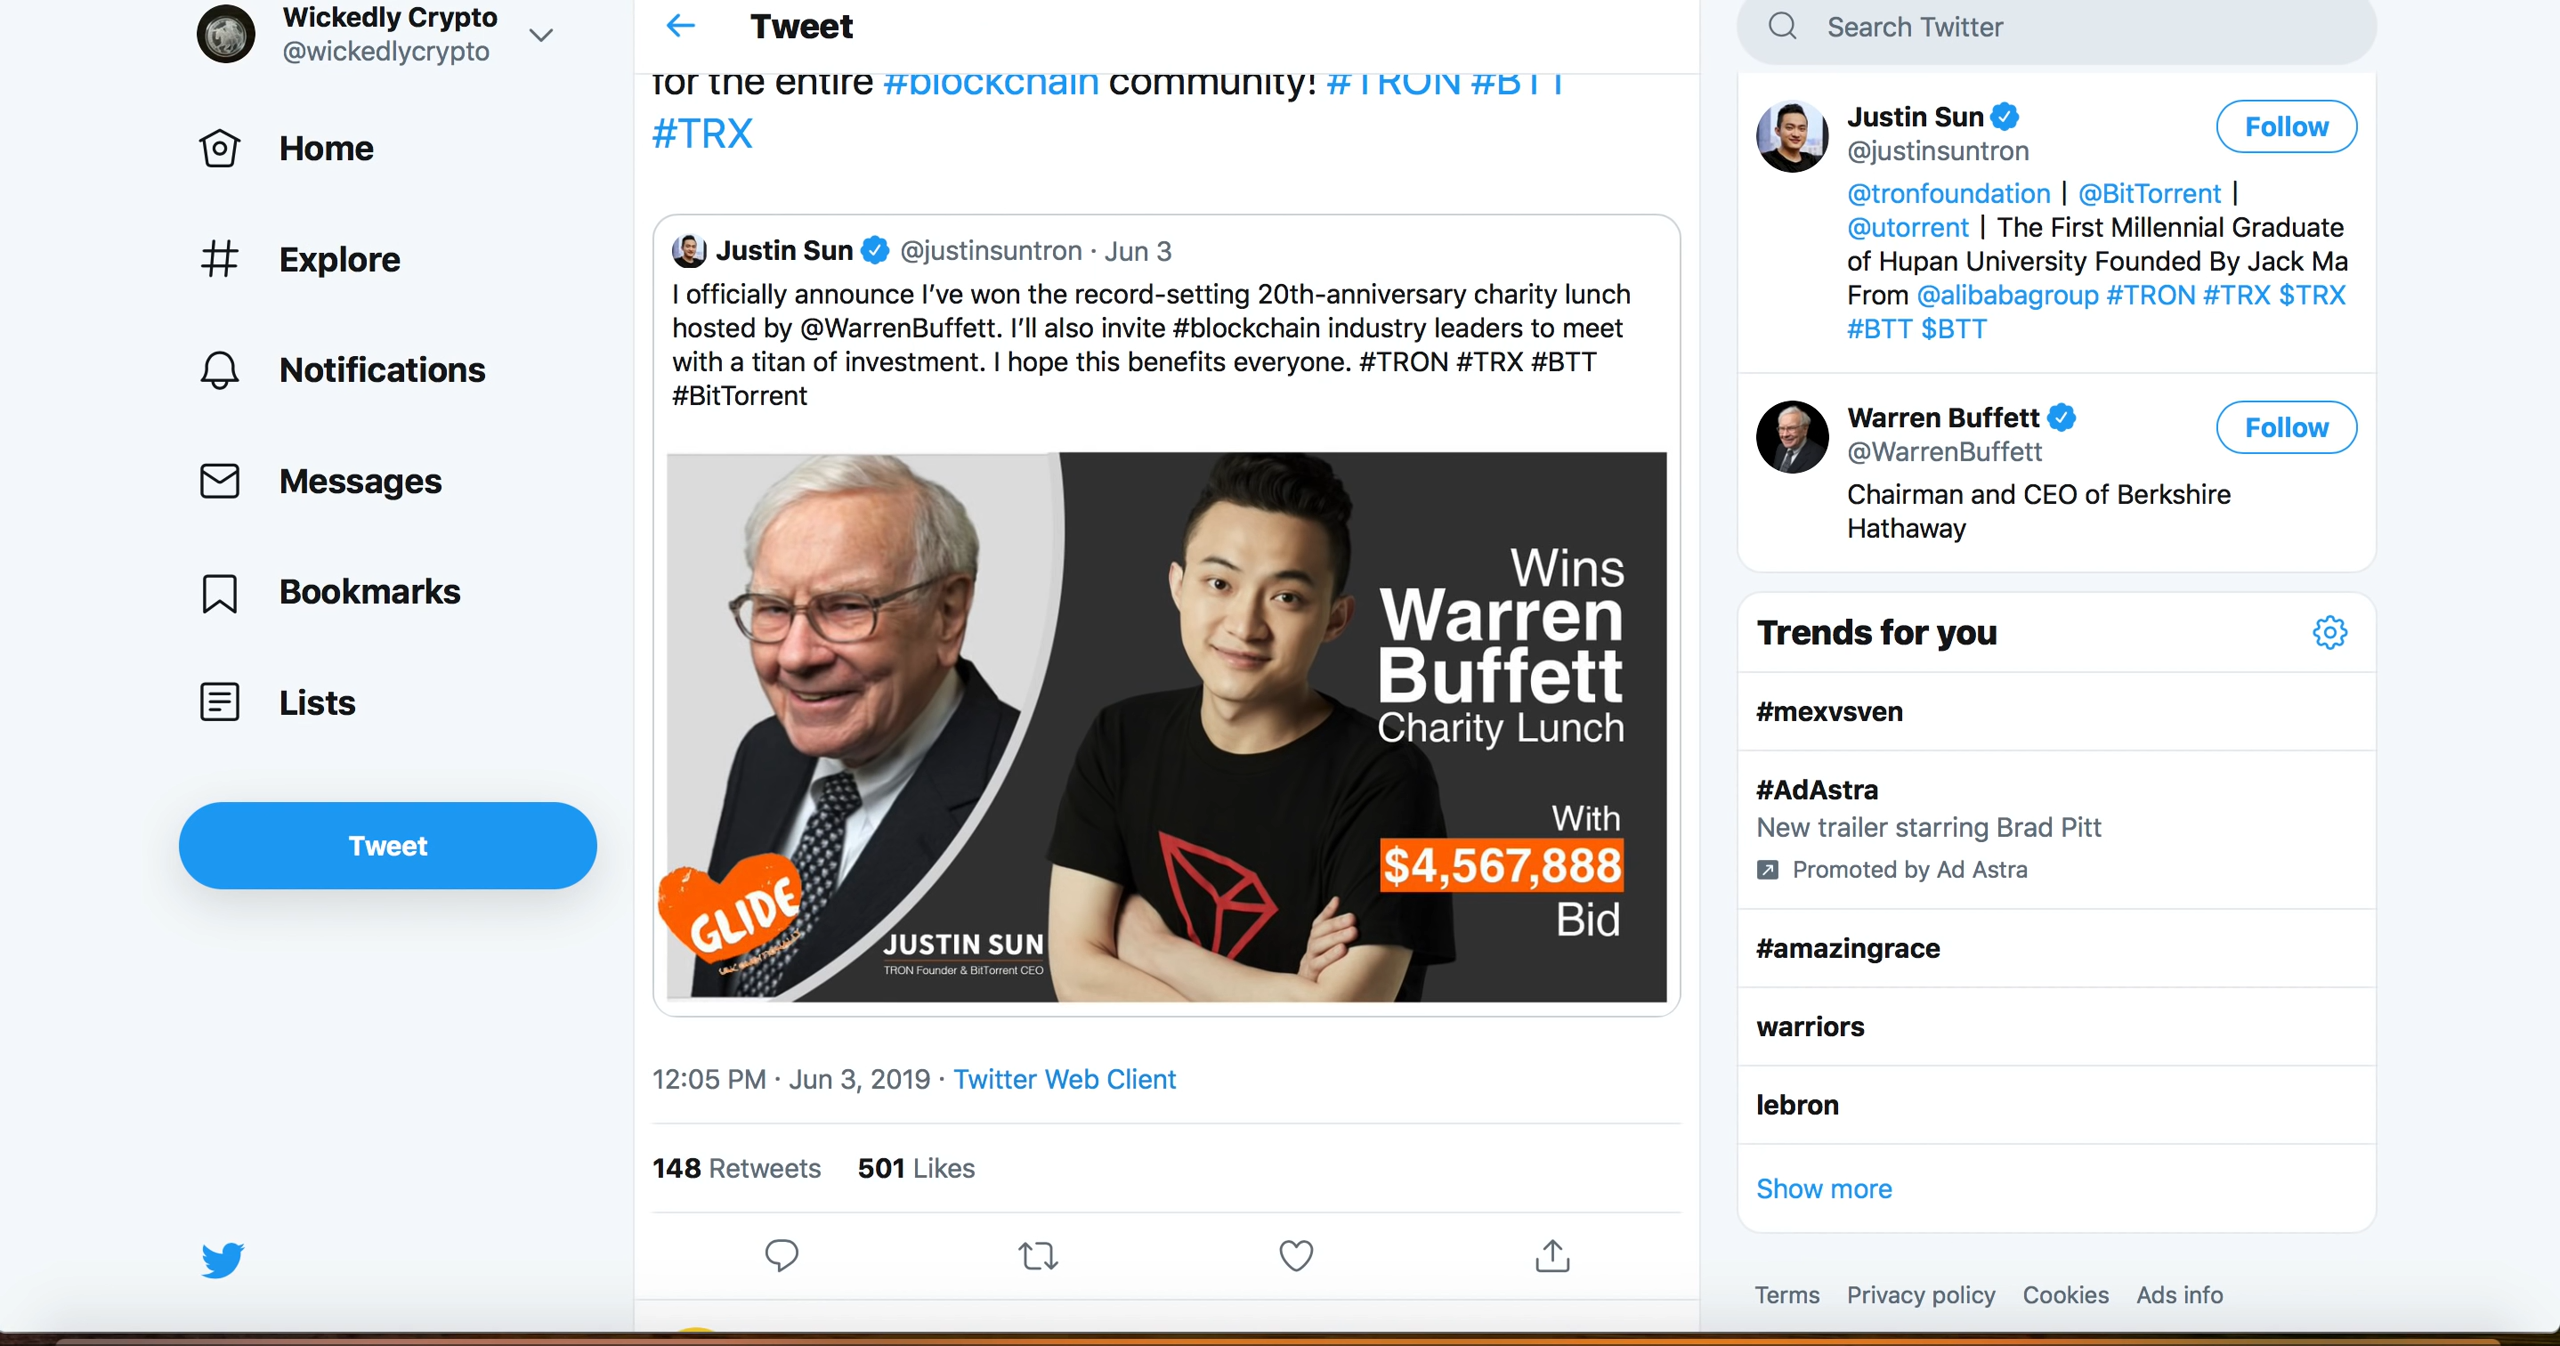 Wickedly Crypto
@wickedlycrypto
Home
Explore
Notifications
Messages
Bookmarks
Lists
Tweet
Tweet
for the entire #blockchain community! #TRON #BTT
#TRX
Justin Sun @justinsuntron · Jun 3
I officially announce I’ve won the record-setting 20th-anniversary charity lunch
hosted by @WarrenBuffett. I’ll also invite #blockchain industry leaders to meet
with a titan of investment. I hope this benefits everyone. #TRON #TRX #BTT
#BitTorrent
Wins
Warren
Buffett
Charity Lunch
With
$4,567,888
Bid
GLIDE
JUSTIN SUN
TRON Founder & BitTorrent CEO
12:05 PM · Jun 3, 2019 · Twitter Web Client
148 Retweets 501 Likes
Search Twitter
Justin Sun
@justinsuntron
Follow
@tronfoundation | @BitTorrent |
@utorrent | The First Millennial Graduate
of Hupan University Founded By Jack Ma
From @alibabagroup #TRON #TRX $TRX
#BTT $BTT
Warren Buffett
@WarrenBuffett
Follow
Chairman and CEO of Berkshire
Hathaway
Trends for you
#mexvsven
#AdAstra
New trailer starring Brad Pitt
Promoted by Ad Astra
#amazingrace
warriors
lebron
Show more
Terms Privacy policy Cookies Ads info